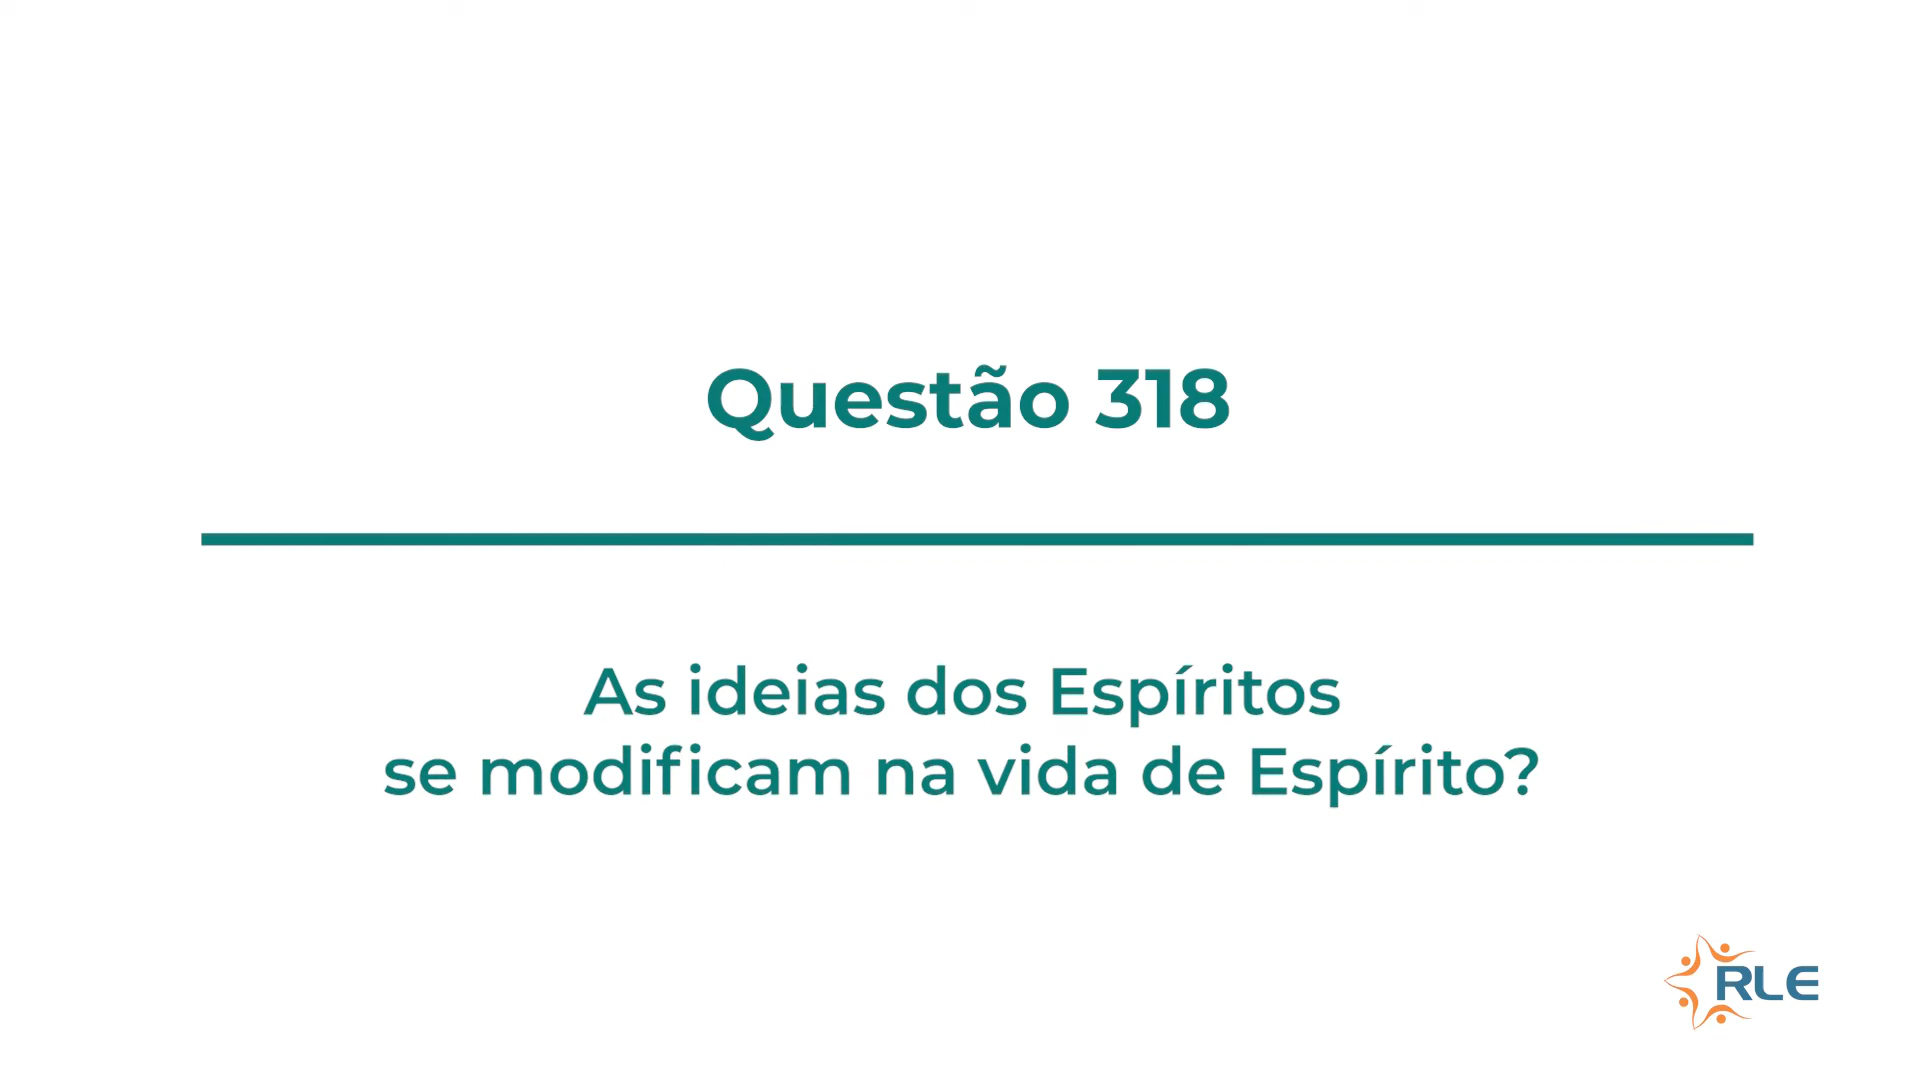 Questão 318
As ideias dos Espíritos
se modificam na vida de Espírito?
RLE